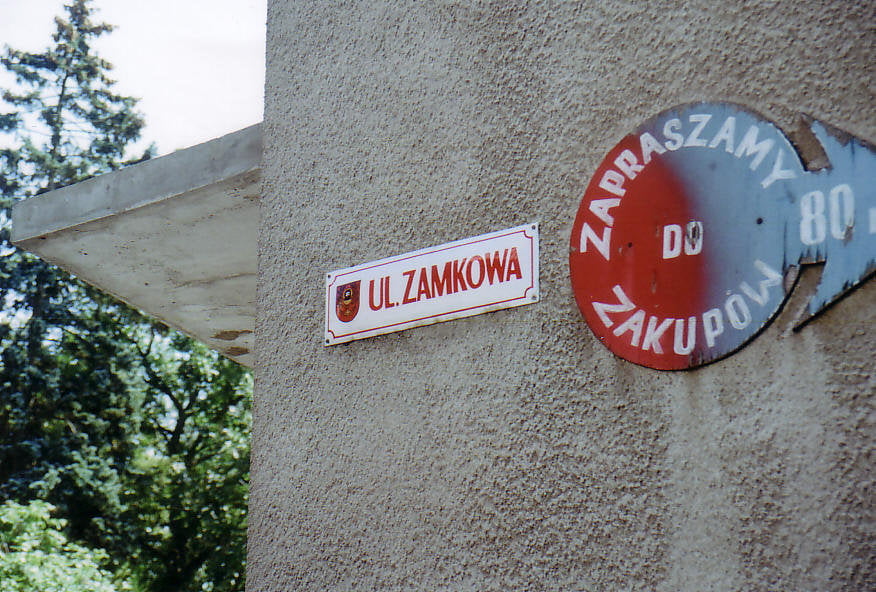 UL. ZAMKOWA
ZAPRASZAMY
DO
ZAKUPÓW
80